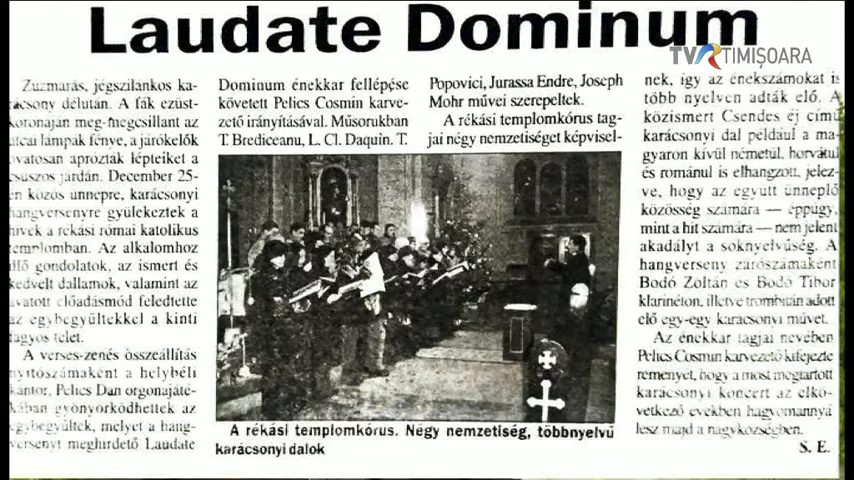 Laudate Dominum
TVR TIMIȘOARA
Zúzmarás, jégszilánkos ka-
rácsony délután. A fák ezüst-
koronáján meg-megcsillant az
utcai lámpák fénye, a járókelők
óvatosan aprózták lépteiket a
csúszós járdán. December 25-
én közös ünnepre, karácsonyi
hangversenyre gyülekeztek a
hívek a rékási római katolikus
templomban. Az alkalomhoz
illő gondolatok, az ismert és
kedvelt dallamok, valamint az
avatott előadásmód feledtette
az egybegyűltekkel a kinti
fagyos telet.
A verses-zenés összeállítás
nyitószámaként a helybéli
kántor, Pelics Dan orgonajáté-
kában gyönyörködhettek az
egybegyűltek, melyet a hang-
versenyt meghirdető Laudate
Dominum énekkar fellépése
követett Pelics Cosmin karve-
zető irányításával. Műsorukban
T. Brediceanu, L. Cl. Daquin, T.
Popovici, Jurassa Endre, Joseph
Mohr művei szerepeltek.
A rékási templomkórus tag-
jai négy nemzetiséget képvisel-
nek, így az énekszámokat is
több nyelven adták elő. A
közismert Csendes éj című
karácsonyi dal például a ma-
gyaron kívül németül, horvátul
és románul is elhangzott, jelez-
ve, hogy az együtt ünneplő
közösség számára — éppúgy,
mint a hit számára — nem jelent
akadályt a soknyelvűség. A
hangverseny zárószámaként
Bodó Zoltán és Bodó Tibor
klarinéton, illetve trombitán adott
elő egy-egy karácsonyi művet.
Az énekkar tagjai nevében
Pelics Cosmin karvezető kifejezte
reményét, hogy a most megtartott
karácsonyi koncert az elkö-
vetkező években hagyománnyá
lesz majd a nagyközségben.
S. E.
A rékási templomkórus. Négy nemzetiség, többnyelvű
karácsonyi dalok